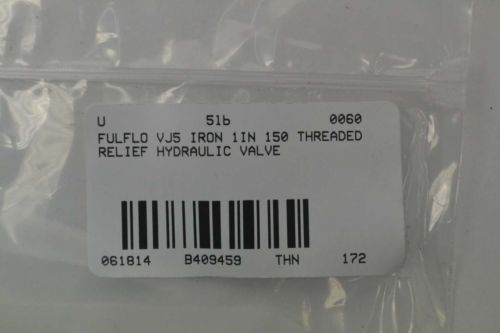 U 5lb 0060
FULFLO VJ5 IRON 1IN 150 THREADED
RELIEF HYDRAULIC VALVE
061814 B409459 THN 172